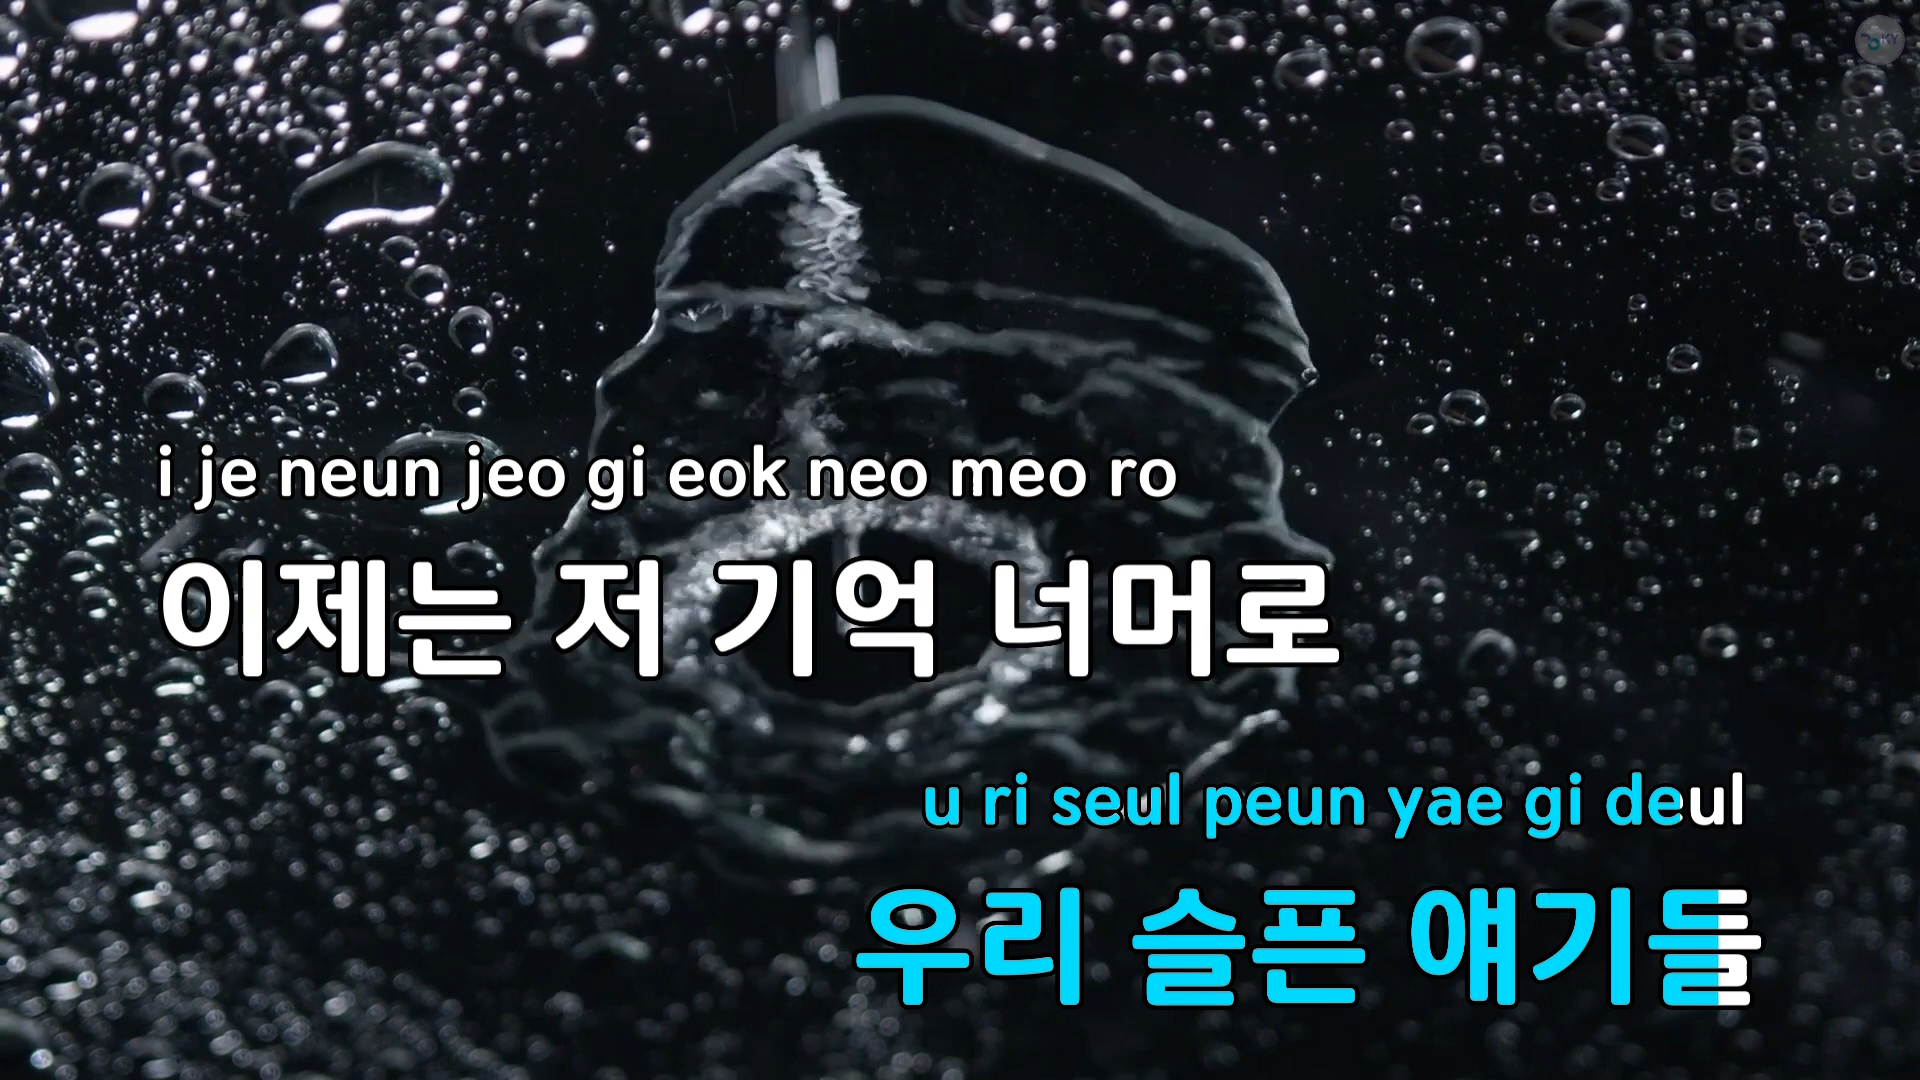 KY
i je neun jeo gi eok neo meo ro
이제는 저 기억 너머로
u ri seul peun yae gi deul
우리 슬픈 얘기들